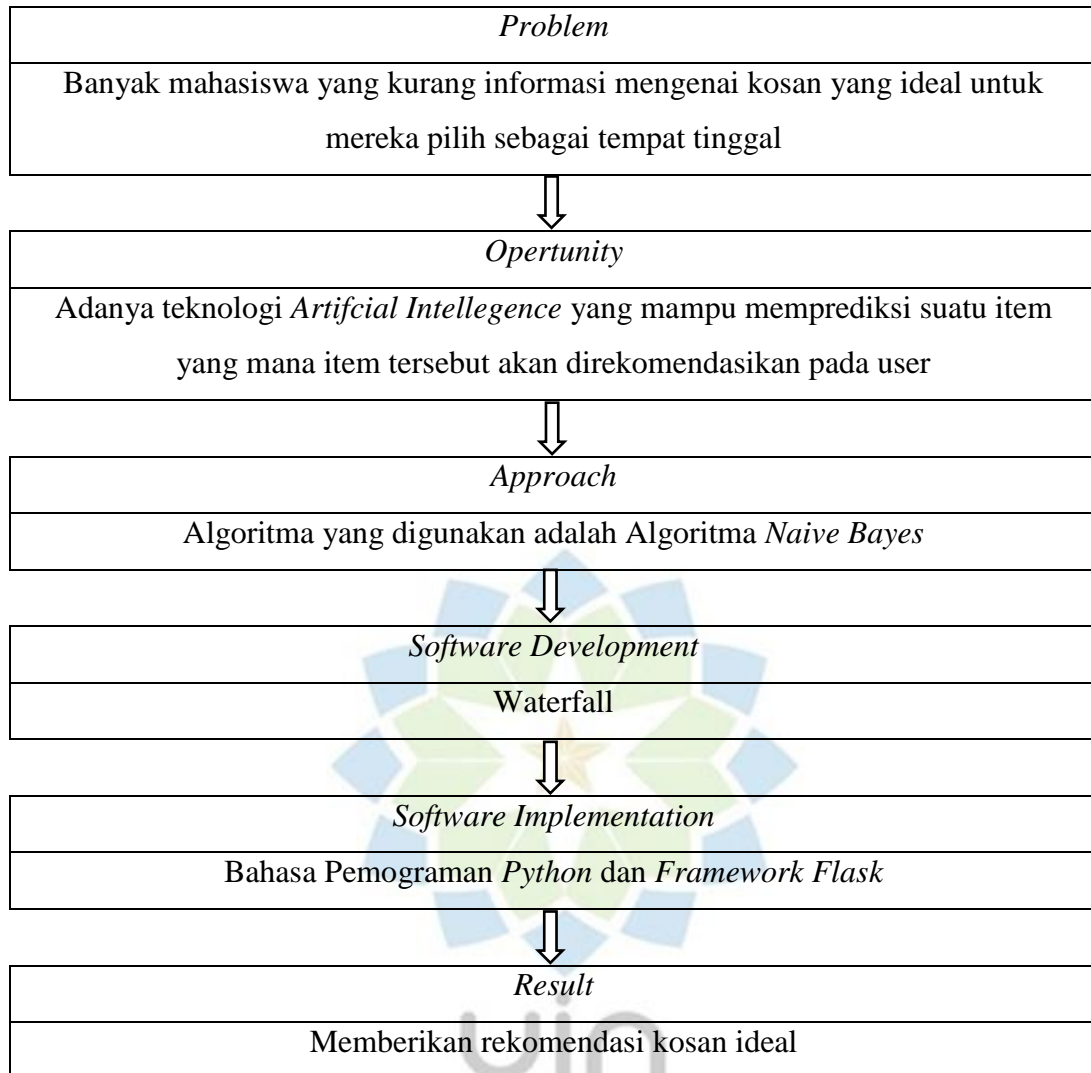 Problem
Banyak mahasiswa yang kurang informasi mengenai kosan yang ideal untuk
mereka pilih sebagai tempat tinggal
Opertunity
Adanya teknologi Artifcial Intellegence yang mampu memprediksi suatu item
yang mana item tersebut akan direkomendasikan pada user
Approach
Algoritma yang digunakan adalah Algoritma Naive Bayes
Software Development
Waterfall
Software Implementation
Bahasa Pemograman Python dan Framework Flask
Result
Memberikan rekomendasi kosan ideal
uin